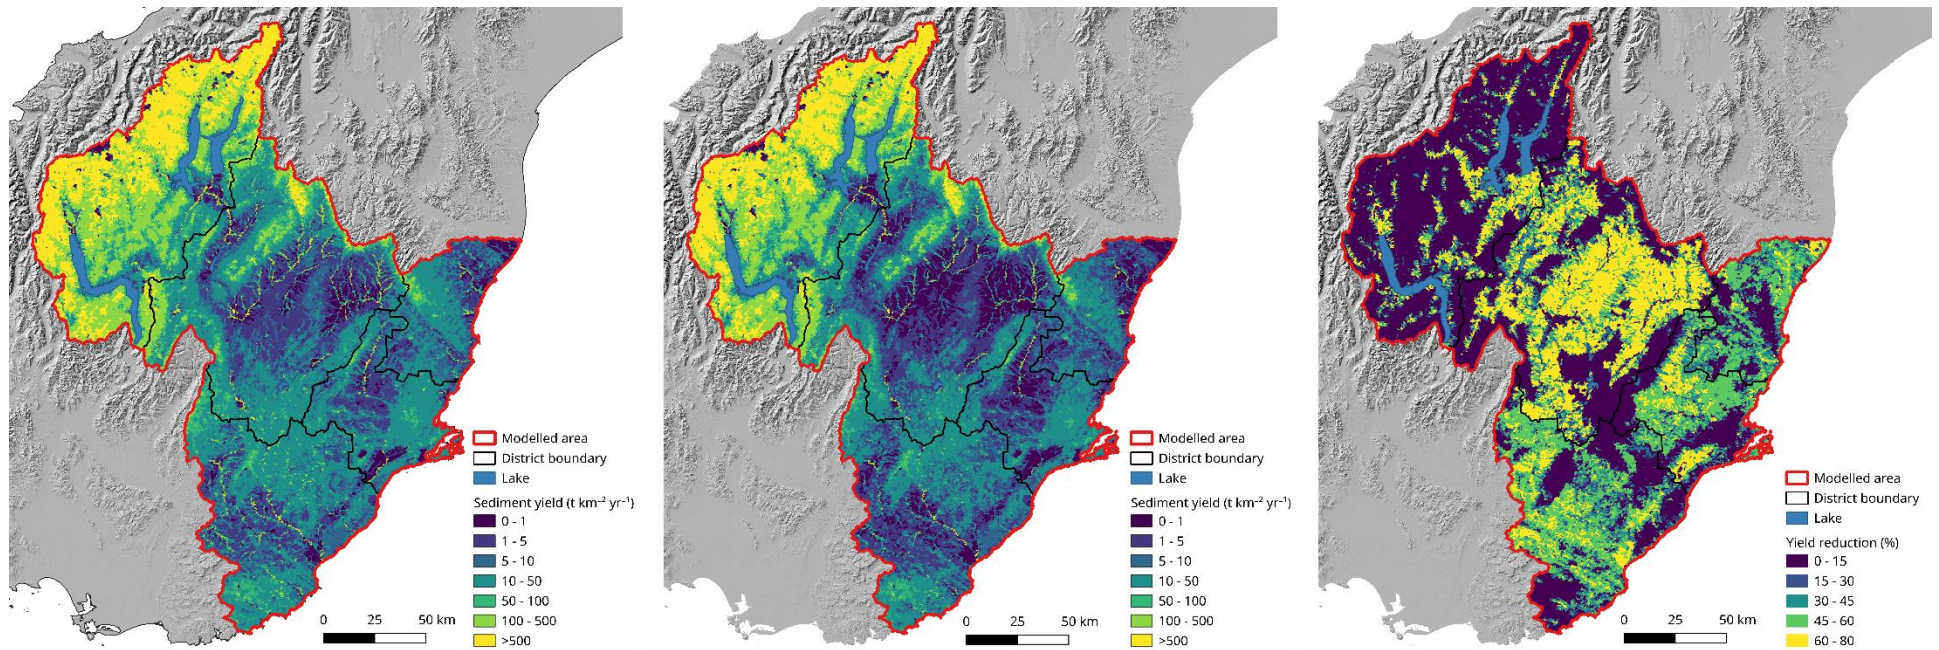 Modelled area
District boundary
Lake
Sediment yield (t km⁻² yr⁻¹)
0 - 1
1 - 5
5 - 10
10 - 50
50 - 100
100 - 500
>500
0 25 50 km
Modelled area
District boundary
Lake
Sediment yield (t km⁻² yr⁻¹)
0 - 1
1 - 5
5 - 10
10 - 50
50 - 100
100 - 500
>500
0 25 50 km
Modelled area
District boundary
Lake
Yield reduction (%)
0 - 15
15 - 30
30 - 45
45 - 60
60 - 80
0 25 50 km